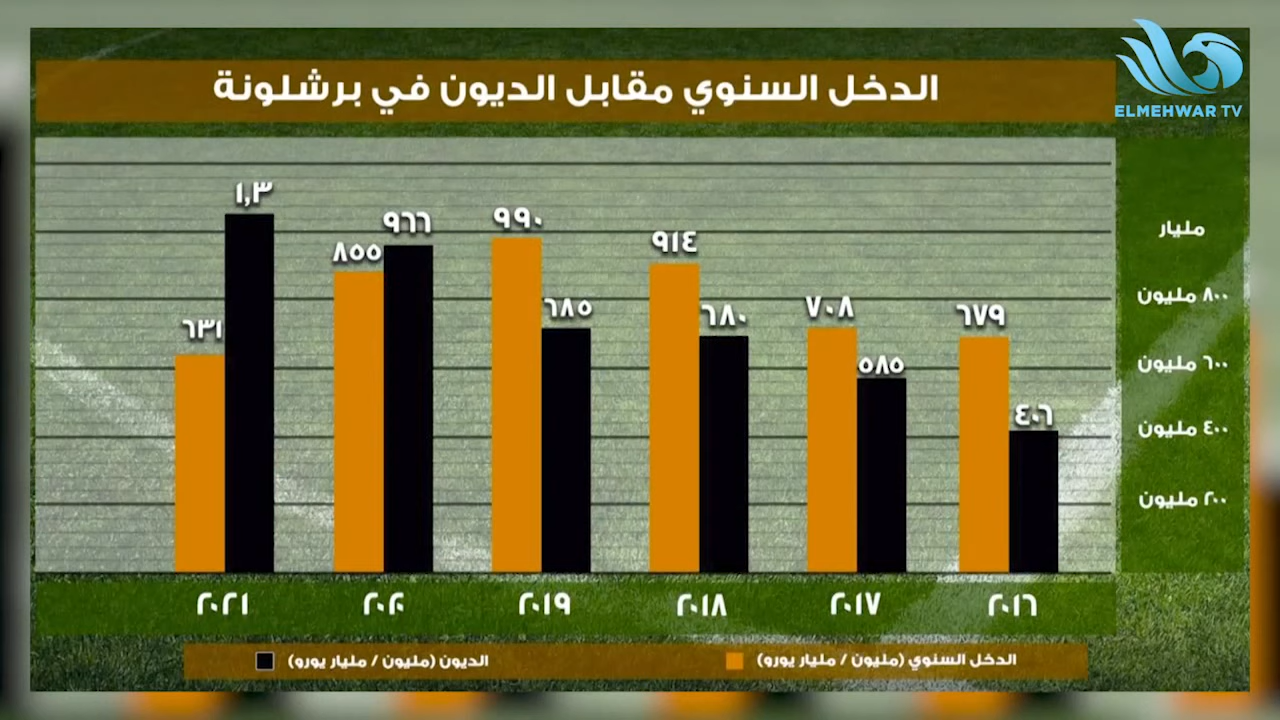 ELMEHWAR TV
الدخل السنوي مقابل الديون في برشلونة
مليار
٨٠٠ مليون
٦٠٠ مليون
٤٠٠ مليون
٢٠٠ مليون
٦٧٩
٤٠٦
٧٠٨
٥٨٥
٩١٤
٦٨٠
٩٩٠
٦٨٥
٨٥٥
٩٦٦
٦٣١
١,٣
٢٠١٦ ٢٠١٧ ٢٠١٨ ٢٠١٩ ٢٠٢٠ ٢٠٢١
الدخل السنوي (مليون / مليار يورو) الديون (مليون / مليار يورو)